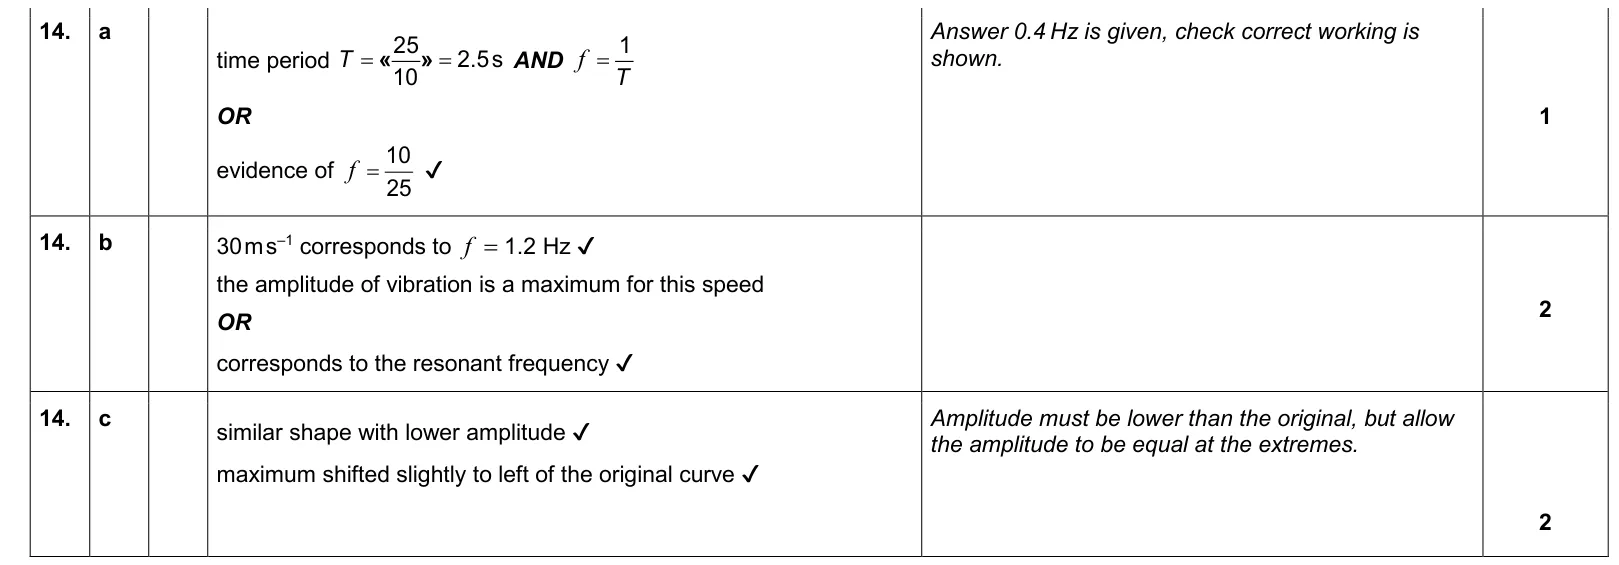 14. a
time period T = «25/10» = 2.5 s AND f = 1/T
OR
evidence of f = 10/25 ✓
Answer 0.4 Hz is given, check correct working is
shown.
1
14. b
30 m s⁻¹ corresponds to f = 1.2 Hz ✓
the amplitude of vibration is a maximum for this speed
OR
corresponds to the resonant frequency ✓
2
14. c
similar shape with lower amplitude ✓
maximum shifted slightly to left of the original curve ✓
Amplitude must be lower than the original, but allow
the amplitude to be equal at the extremes.
2